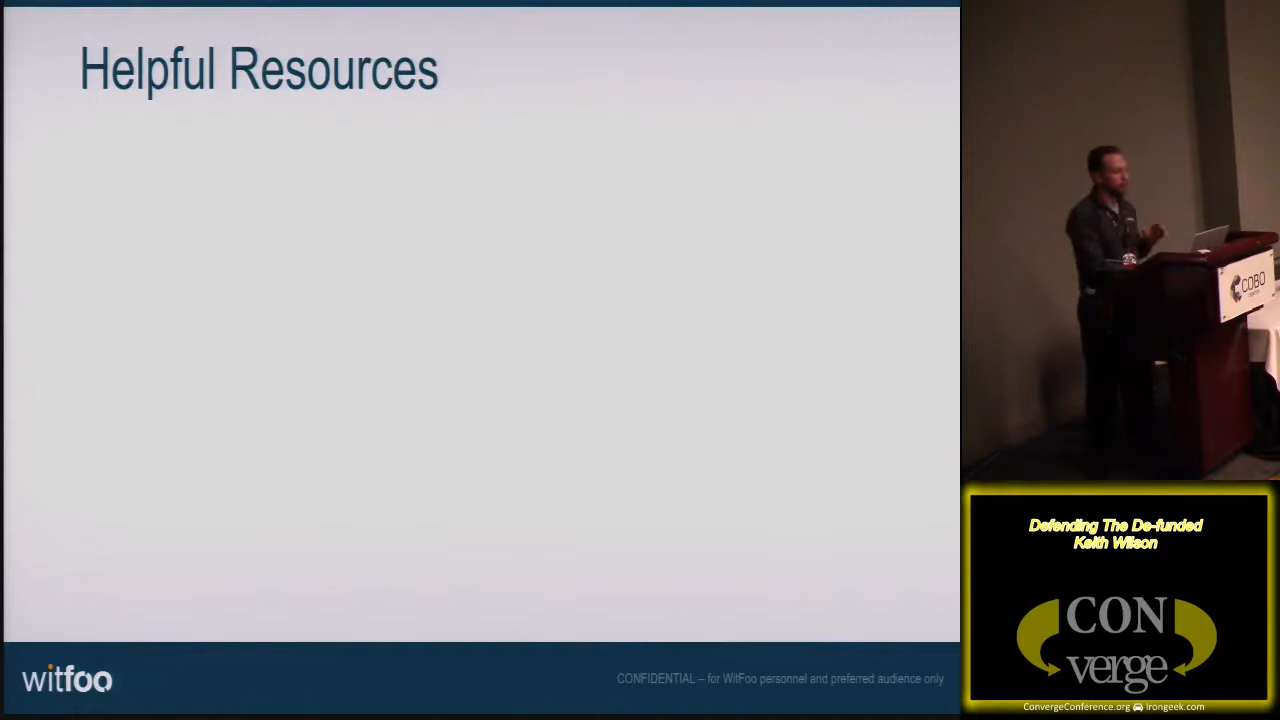 Helpful Resources
witfoo
CONFIDENTIAL – for WitFoo personnel and preferred audience only
COBO
Defending The De-funded
Keith Wilson
CON
verge
ConvergeConference.org Irongeek.com